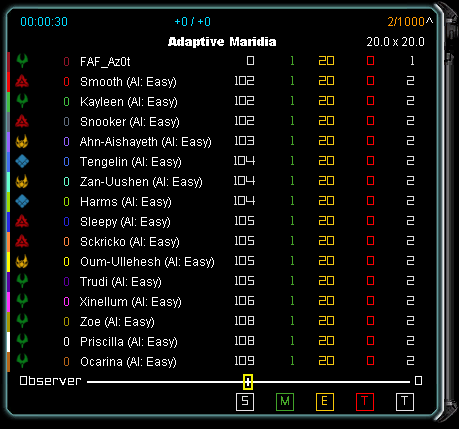 00:00:30 +0 / +0 2/1000^
Adaptive Maridia 20.0 x 20.0
0 FAF_Az0t 0 1 20 0 1
0 Smooth (AI: Easy) 102 1 20 0 2
0 Kayleen (AI: Easy) 102 1 20 0 2
0 Snooker (AI: Easy) 102 1 20 0 2
0 Ahn-Aishayeth (AI: Easy) 103 1 20 0 2
0 Tengelin (AI: Easy) 104 1 20 0 2
0 Zan-Uushen (AI: Easy) 104 1 20 0 2
0 Harms (AI: Easy) 104 1 20 0 2
0 Sleepy (AI: Easy) 105 1 20 0 2
0 Sckricko (AI: Easy) 105 1 20 0 2
0 Oum-Ullehesh (AI: Easy) 105 1 20 0 2
0 Trudi (AI: Easy) 105 1 20 0 2
0 Xinellum (AI: Easy) 106 1 20 0 2
0 Zoe (AI: Easy) 108 1 20 0 2
0 Priscilla (AI: Easy) 108 1 20 0 2
0 Ocarina (AI: Easy) 109 1 20 0 2
Observer 0
S M E T T